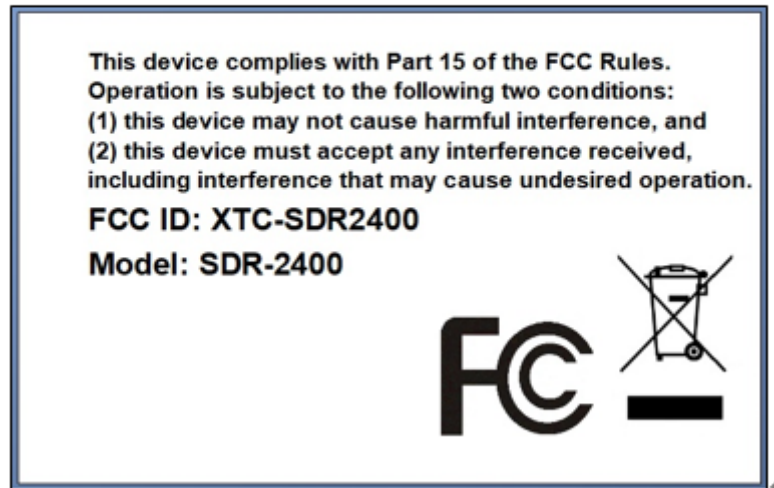 This device complies with Part 15 of the FCC Rules.
Operation is subject to the following two conditions:
(1) this device may not cause harmful interference, and
(2) this device must accept any interference received,
including interference that may cause undesired operation.
FCC ID: XTC-SDR2400
Model: SDR-2400
FC